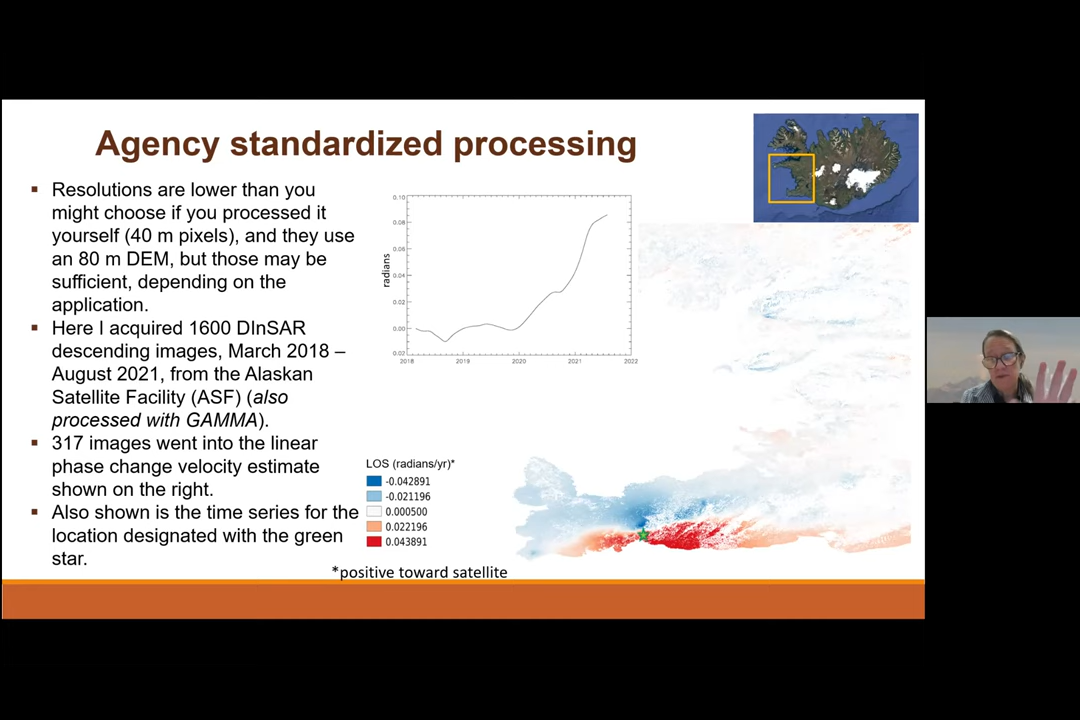 Agency standardized processing
▪ Resolutions are lower than you
might choose if you processed it
yourself (40 m pixels), and they use
an 80 m DEM, but those may be
sufficient, depending on the
application.
▪ Here I acquired 1600 DInSAR
descending images, March 2018 –
August 2021, from the Alaskan
Satellite Facility (ASF) (also
processed with GAMMA).
▪ 317 images went into the linear
phase change velocity estimate
shown on the right.
▪ Also shown is the time series for the
location designated with the green
star.
radians
0.10
0.08
0.06
0.04
0.02
0.00
0.02
2018 2019 2020 2021 2022
LOS (radians/yr)*
-0.042891
-0.021196
0.000500
0.022196
0.043891
*positive toward satellite